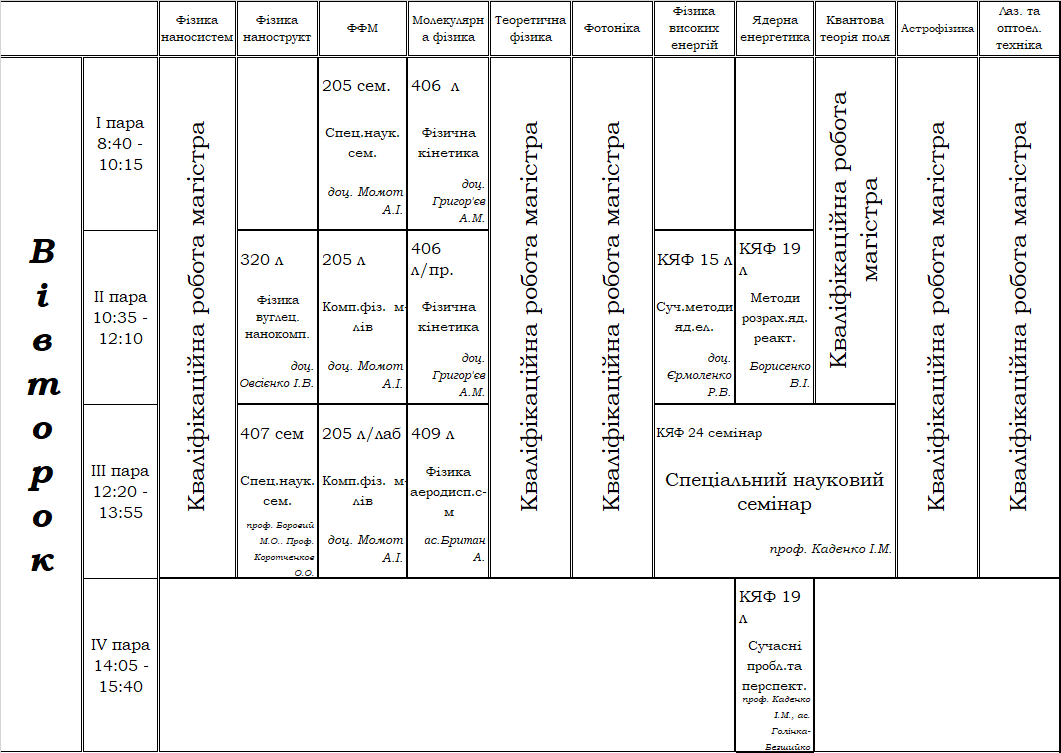 Фізика
наносистем
Фізика
нанострукт
ФФМ
Молекулярн
а фізика
Теоретична
фізика
Фотоніка
Фізика
високих
енергій
Ядерна
енергетика
Квантова
теорія поля
Астрофізика
Лаз. та
оптоел.
техніка
Вівторок
I пара
8:40 -
10:15
Кваліфікаційна робота магістра
205 сем.
Спец.наук.
сем.
доц. Момот
А.І.
406 л
Фізична
кінетика
доц.
Григор'єв
А.М.
Кваліфікаційна робота магістра
Кваліфікаційна робота магістра
Кваліфікаційна робота
магістра
Кваліфікаційна робота магістра
Кваліфікаційна робота магістра
II пара
10:35 -
12:10
320 л
Фізика
вуглец.
нанокомп.
доц.
Овсієнко І.В.
205 л
Комп.фіз. м-
лів
доц. Момот
А.І.
406
л/пр.
Фізична
кінетика
доц.
Григор'єв
А.М.
КЯФ 15 л
Суч.методи
яд.ел.
доц.
Єрмоленко
Р.В.
КЯФ 19
л
Методи
розрах.яд.
реакт.
Борисенко
В.І.
III пара
12:20 -
13:55
407 сем
Спец.наук.
сем.
проф. Боровий
М.О.. Проф.
Коротченков
О.О.
205 л/лаб
Комп.фіз. м-
лів
доц. Момот
А.І.
409 л
Фізика
аеродисп.с-
м
ас.Британ
А.
КЯФ 24 семінар
Спеціальний науковий
семінар
проф. Каденко І.М.
IV пара
14:05 -
15:40
КЯФ 19
л
Сучасні
пробл.та
перспект.
проф. Каденко
І.М., ас.
Голінка-
Безшийко